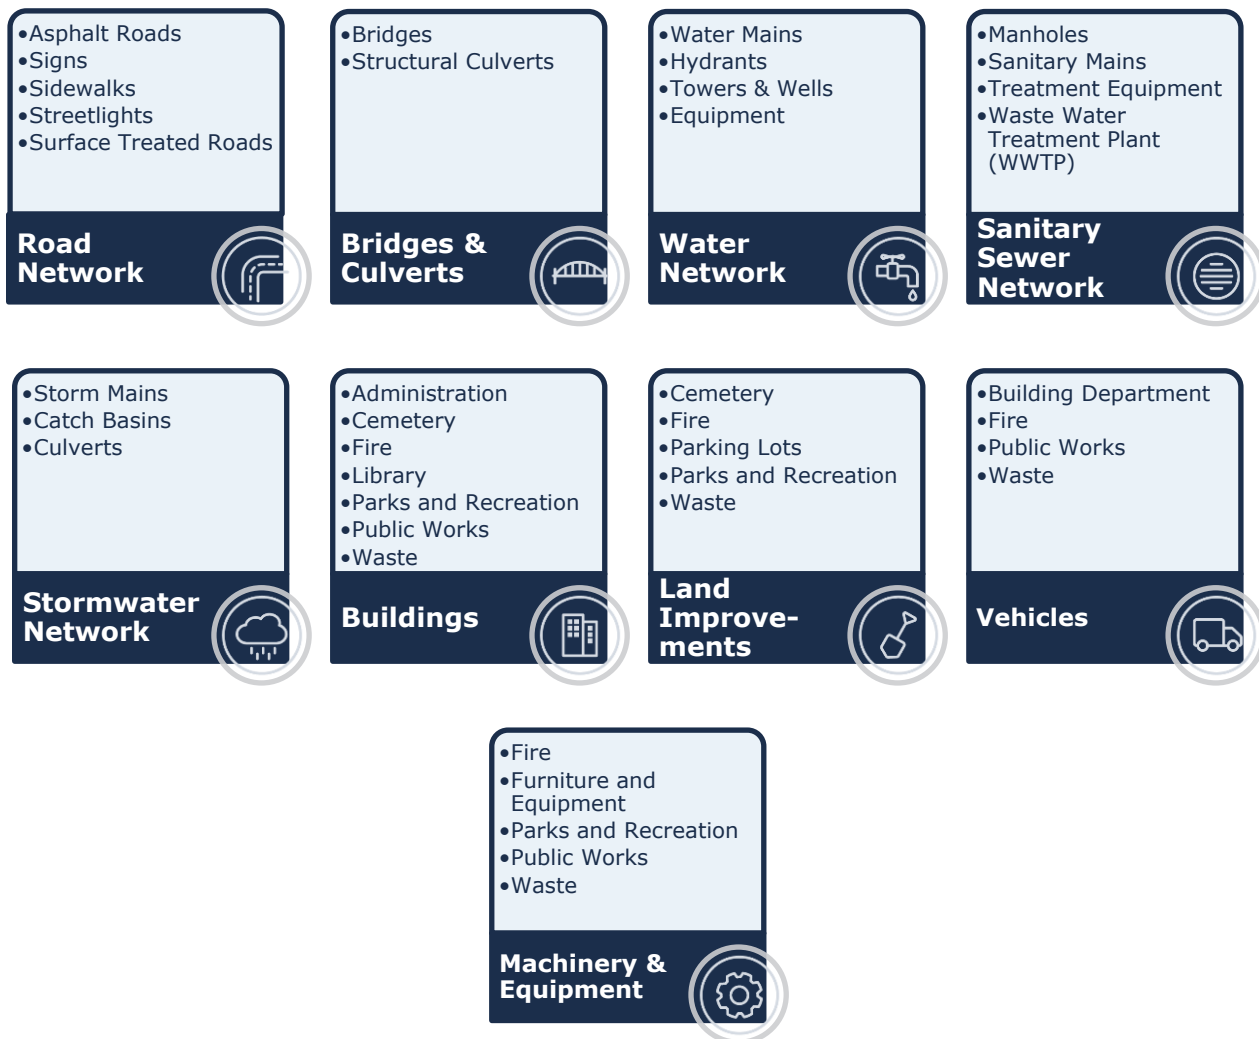 •Asphalt Roads
•Signs
•Sidewalks
•Streetlights
•Surface Treated Roads
Road
Network
•Bridges
•Structural Culverts
Bridges &
Culverts
•Water Mains
•Hydrants
•Towers & Wells
•Equipment
Water
Network
•Manholes
•Sanitary Mains
•Treatment Equipment
•Waste Water
Treatment Plant
(WWTP)
Sanitary
Sewer
Network
•Storm Mains
•Catch Basins
•Culverts
Stormwater
Network
•Administration
•Cemetery
•Fire
•Library
•Parks and Recreation
•Public Works
•Waste
Buildings
•Cemetery
•Fire
•Parking Lots
•Parks and Recreation
•Waste
Land
Improve-
ments
•Building Department
•Fire
•Public Works
•Waste
Vehicles
•Fire
•Furniture and
Equipment
•Parks and Recreation
•Public Works
•Waste
Machinery &
Equipment